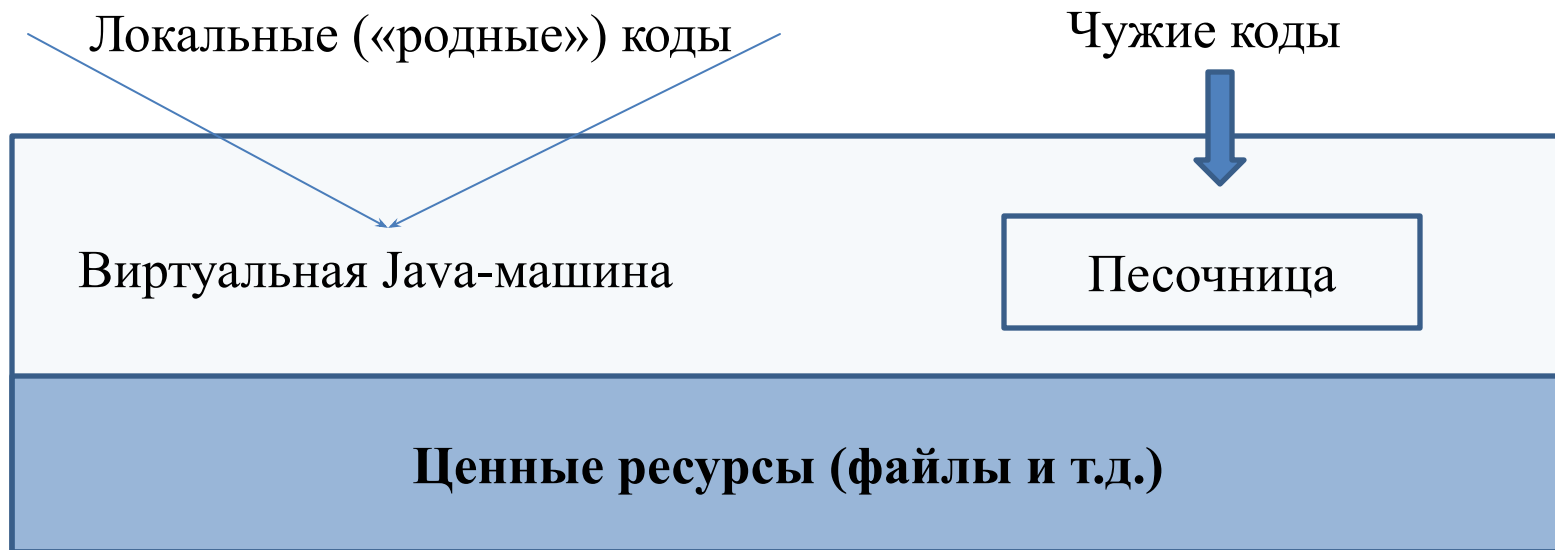 Локальные («родные») коды
Чужие коды
Виртуальная Java-машина
Песочница
Ценные ресурсы (файлы и т.д.)